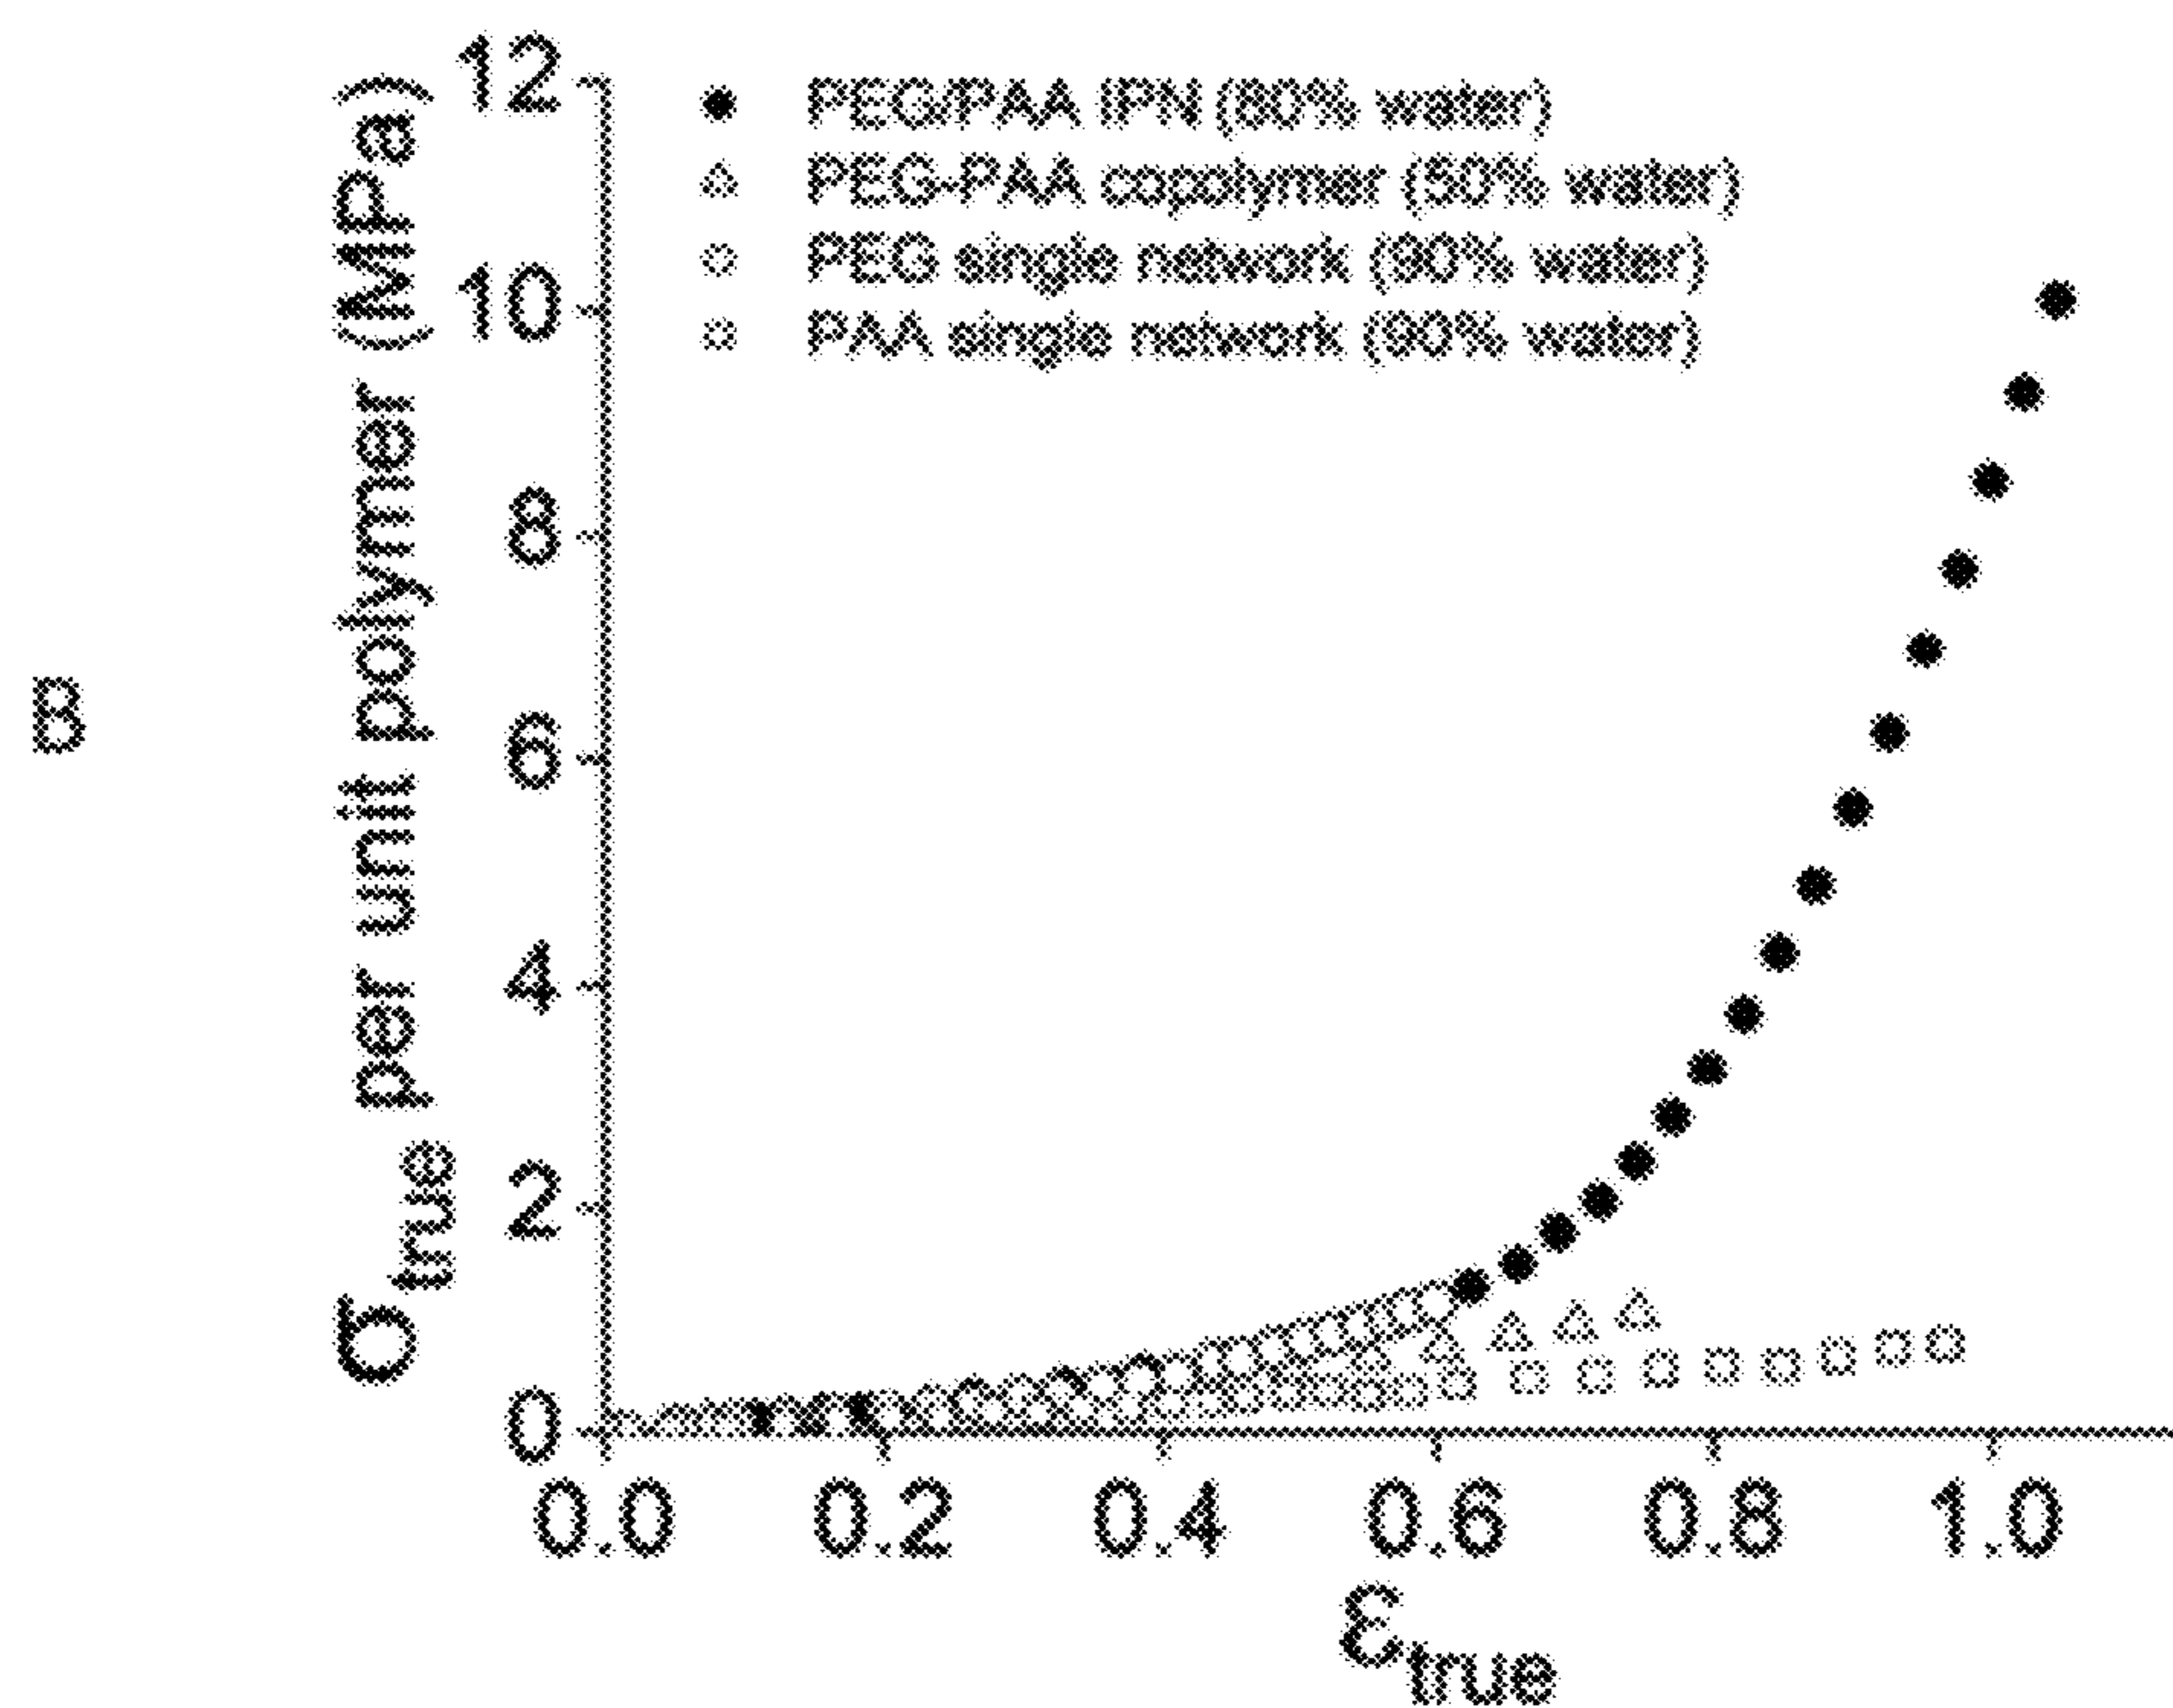 B
σtrue per unit polymer (MPa)
12
10
8
6
4
2
0
PEG/PAA IPN (80% water)
PEG-PAA copolymer (50% water)
PEG single network (90% water)
PAA single network (90% water)
0.0 0.2 0.4 0.6 0.8 1.0
εtrue